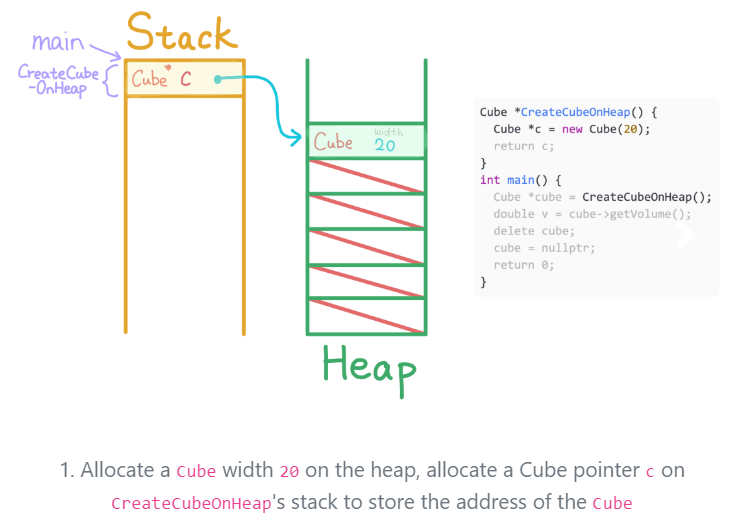 Stack
main
CreateCube
-OnHeap
Cube* c
Cube
Width
20
Heap
Cube *CreateCubeOnHeap() {
  Cube *c = new Cube(20);
  return c;
}
int main() {
  Cube *cube = CreateCubeOnHeap();
  double v = cube->getVolume();
  delete cube;
  cube = nullptr;
  return 0;
}
1. Allocate a Cube width 20 on the heap, allocate a Cube pointer c on
CreateCubeOnHeap's stack to store the address of the Cube